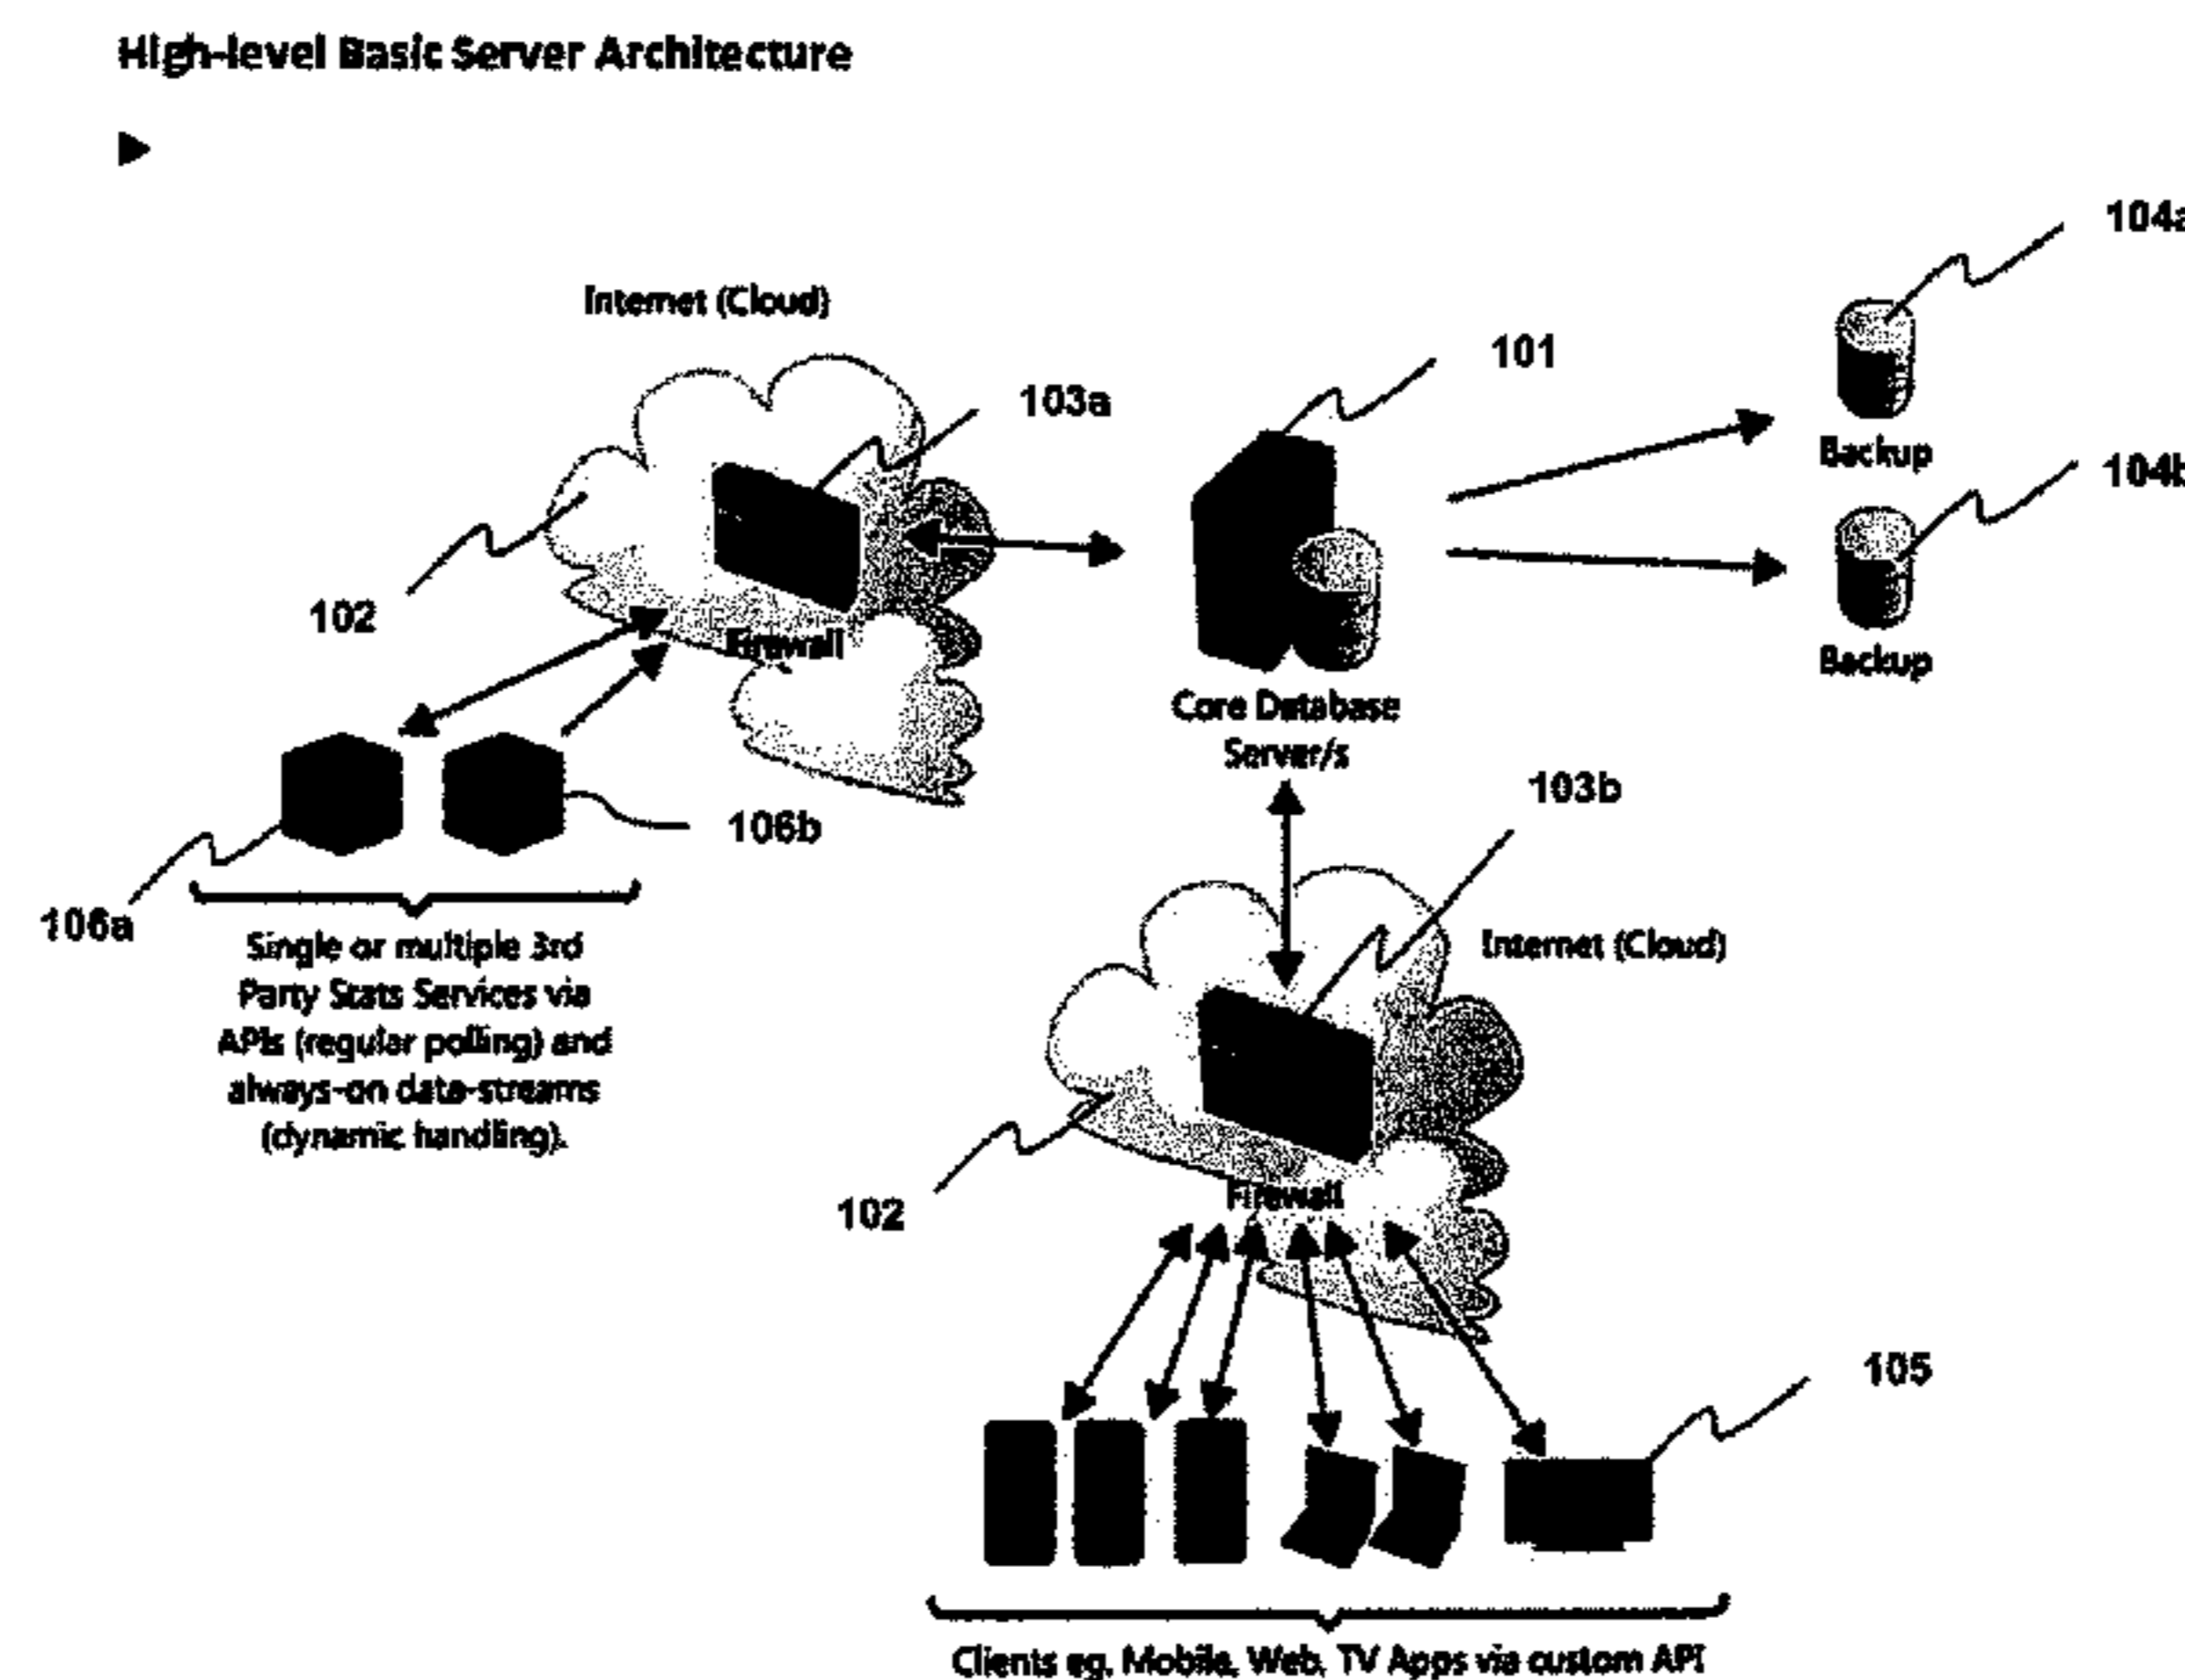 High-level Basic Server Architecture
104a
Internet (Cloud)
101
103a
Backup
104b
102
Firewall
Backup
Core Database
Server/s
103b
106b
106a
Internet (Cloud)
Single or multiple 3rd
Party Stats Services via
APIs (regular polling) and
always-on data-streams
(dynamic handling).
102
Firewall
105
Clients eg. Mobile, Web, TV Apps via custom API